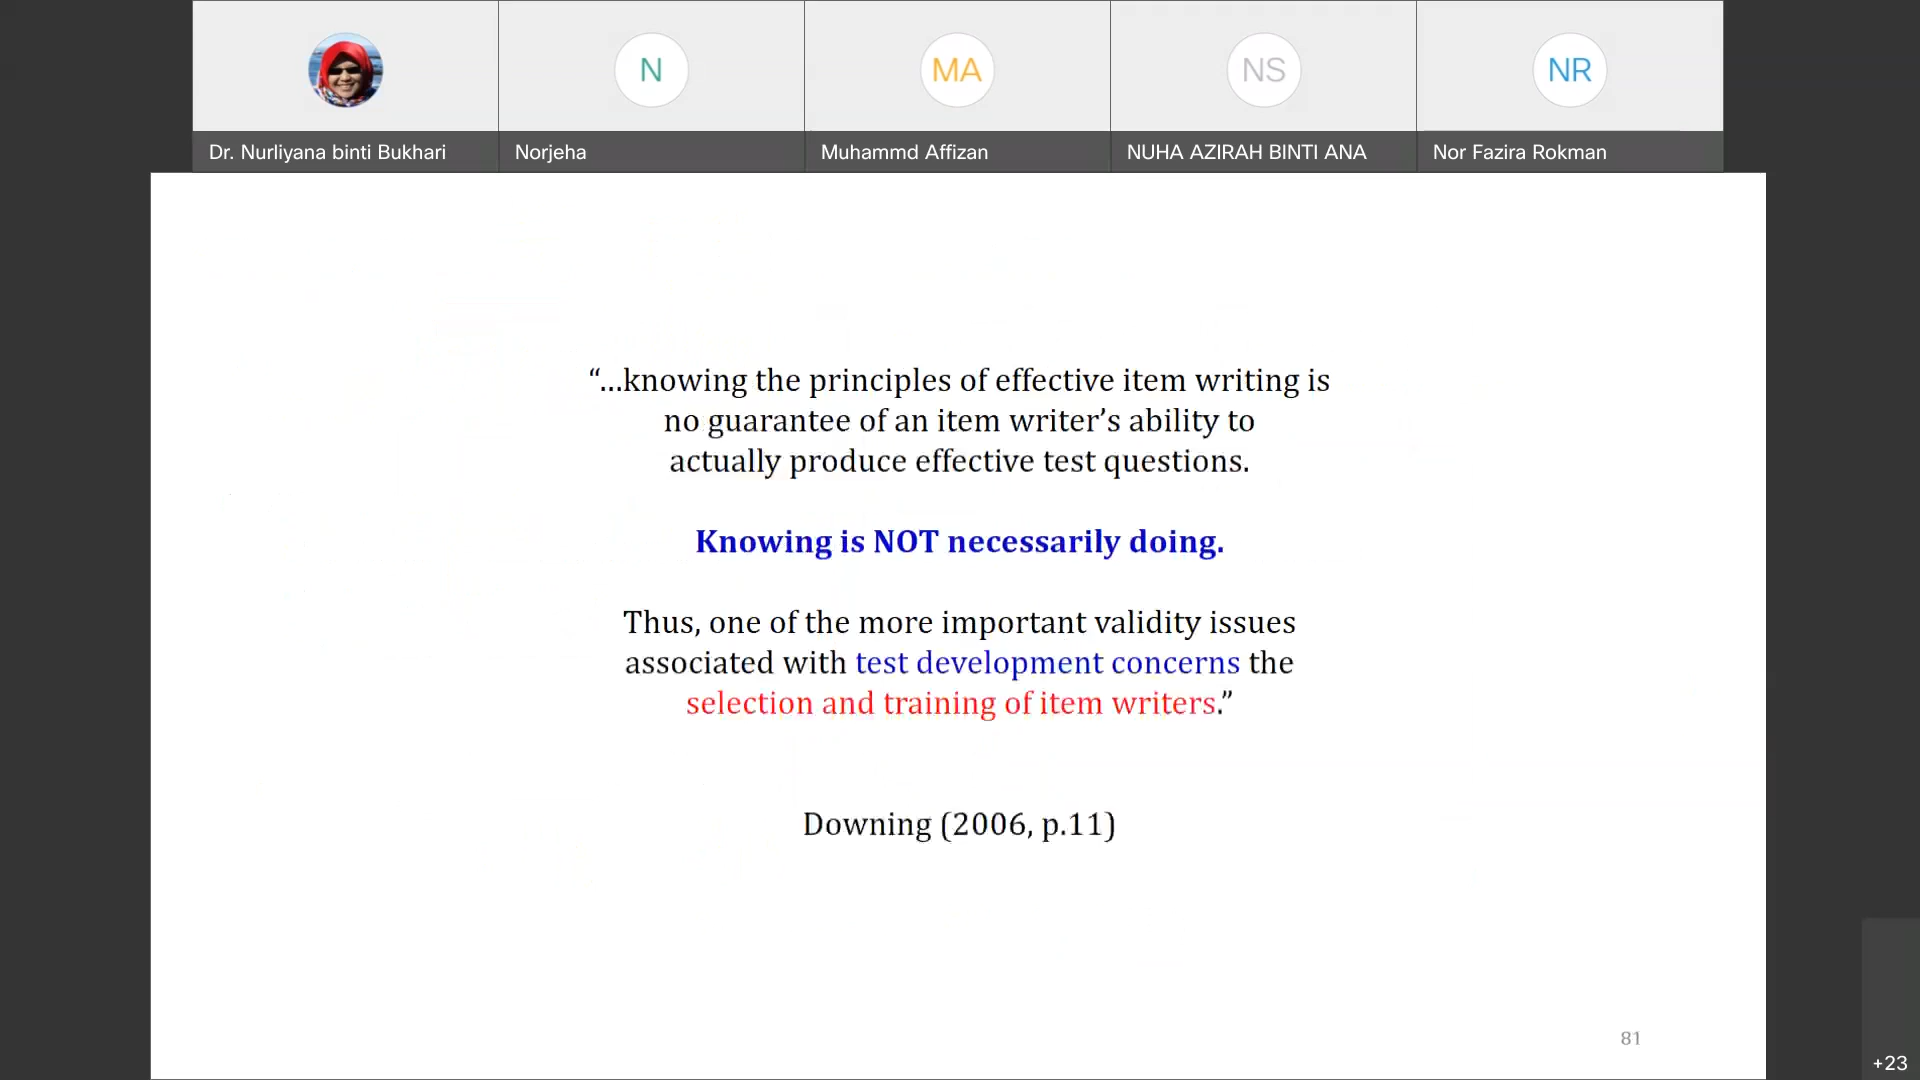 N
MA
NS
NR
Dr. Nurliyana binti Bukhari
Norjeha
Muhammd Affizan
NUHA AZIRAH BINTI ANA
Nor Fazira Rokman
“…knowing the principles of effective item writing is
no guarantee of an item writer’s ability to
actually produce effective test questions.
Knowing is NOT necessarily doing.
Thus, one of the more important validity issues
associated with test development concerns the
selection and training of item writers.”
Downing (2006, p.11)
81
+23